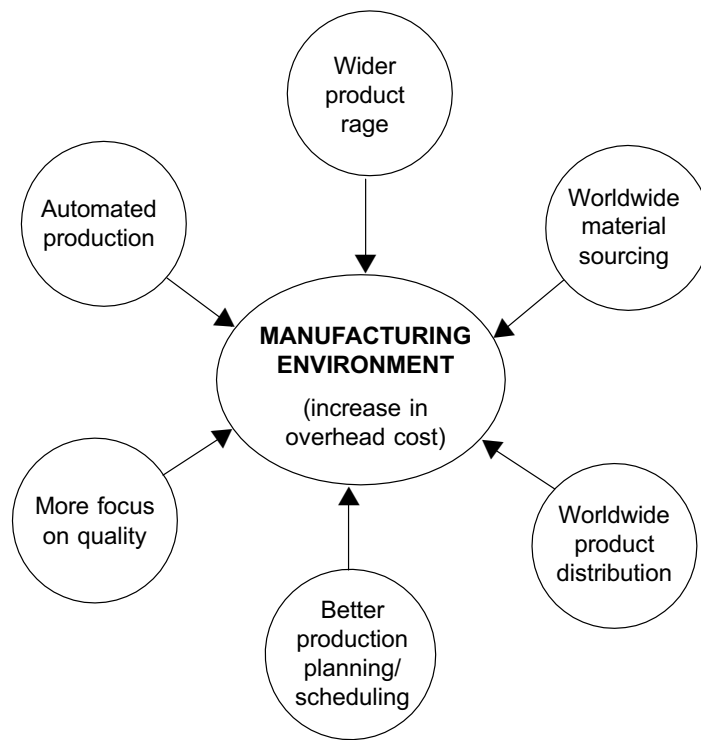 Wider
product
rage
Automated
production
Worldwide
material
sourcing
MANUFACTURING
ENVIRONMENT
(increase in
overhead cost)
More focus
on quality
Worldwide
product
distribution
Better
production
planning/
scheduling